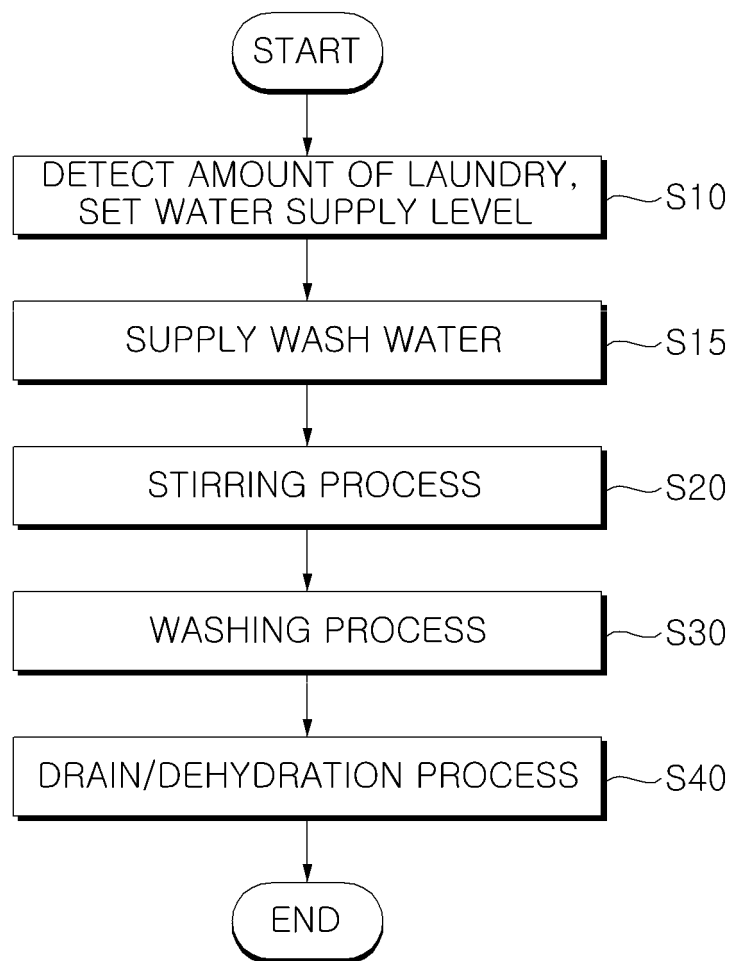 START
DETECT AMOUNT OF LAUNDRY,
SET WATER SUPPLY LEVEL
S10
SUPPLY WASH WATER
S15
STIRRING PROCESS
S20
WASHING PROCESS
S30
DRAIN/DEHYDRATION PROCESS
S40
END